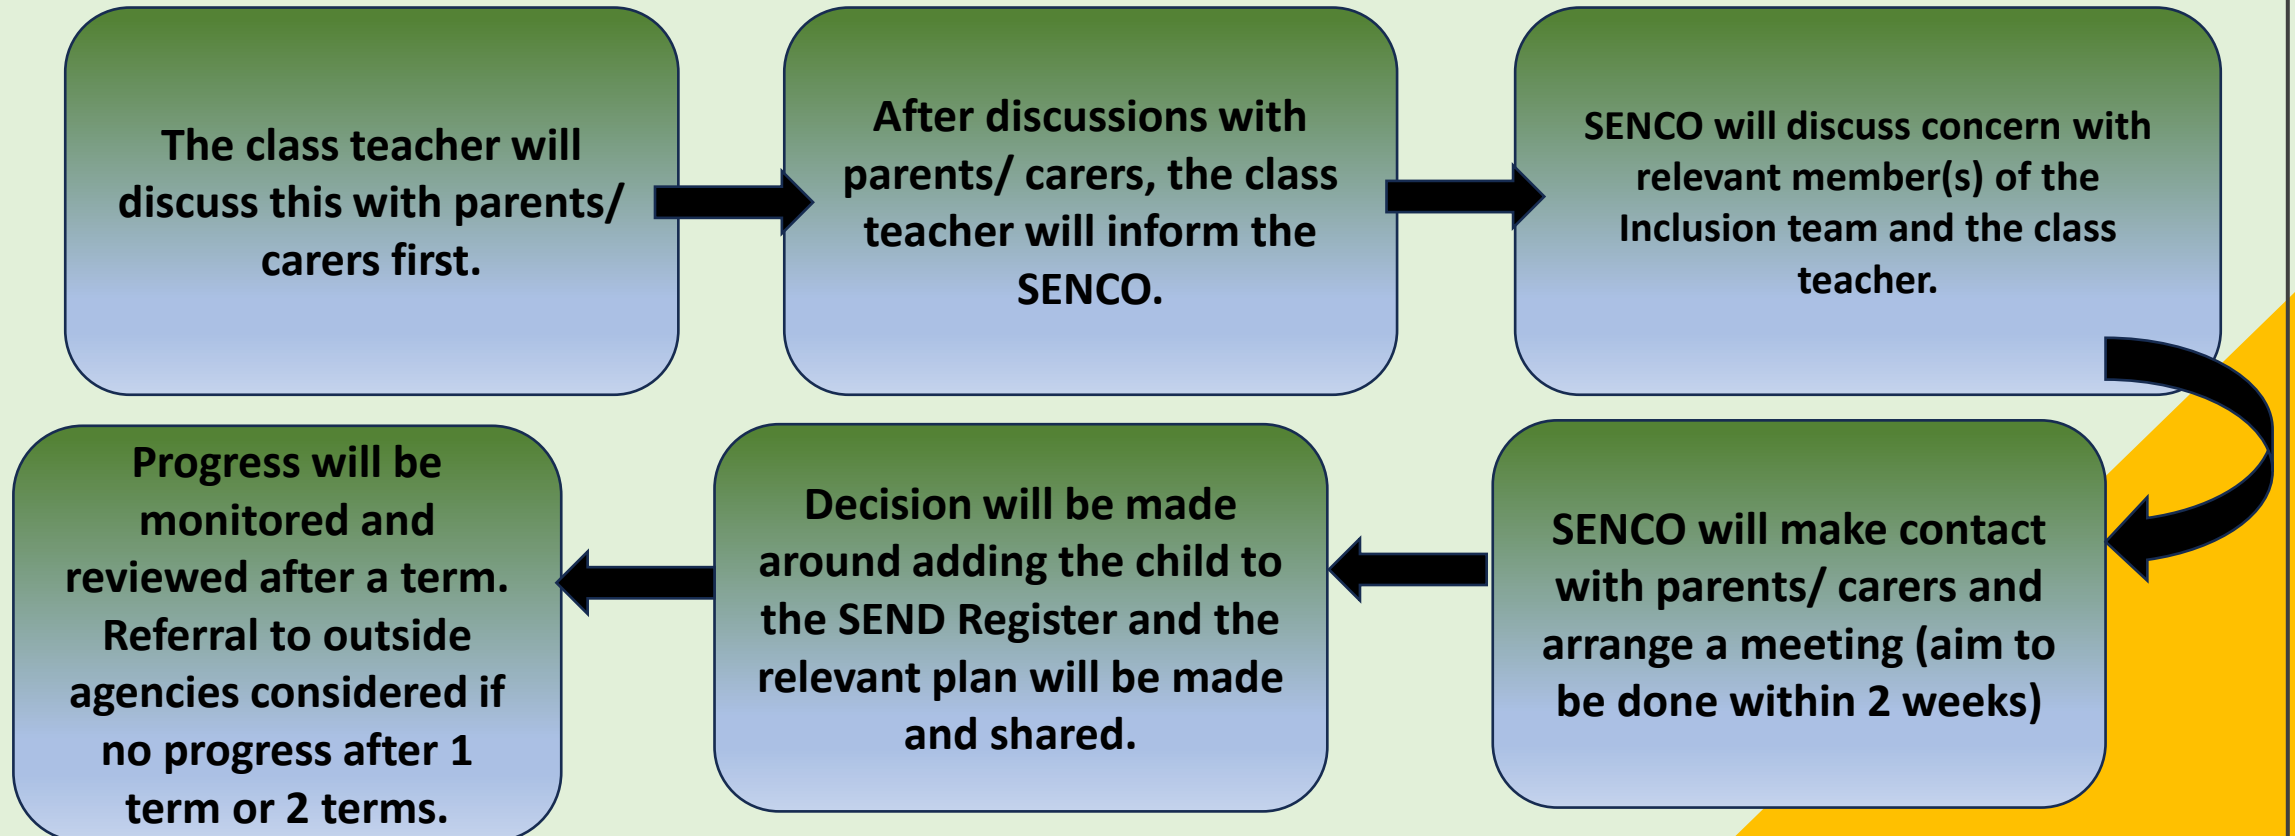 The class teacher will
discuss this with parents/
carers first.
After discussions with
parents/ carers, the class
teacher will inform the
SENCO.
SENCO will discuss concern with
relevant member(s) of the
Inclusion team and the class
teacher.
SENCO will make contact
with parents/ carers and
arrange a meeting (aim to
be done within 2 weeks)
Decision will be made
around adding the child to
the SEND Register and the
relevant plan will be made
and shared.
Progress will be
monitored and
reviewed after a term.
Referral to outside
agencies considered if
no progress after 1
term or 2 terms.